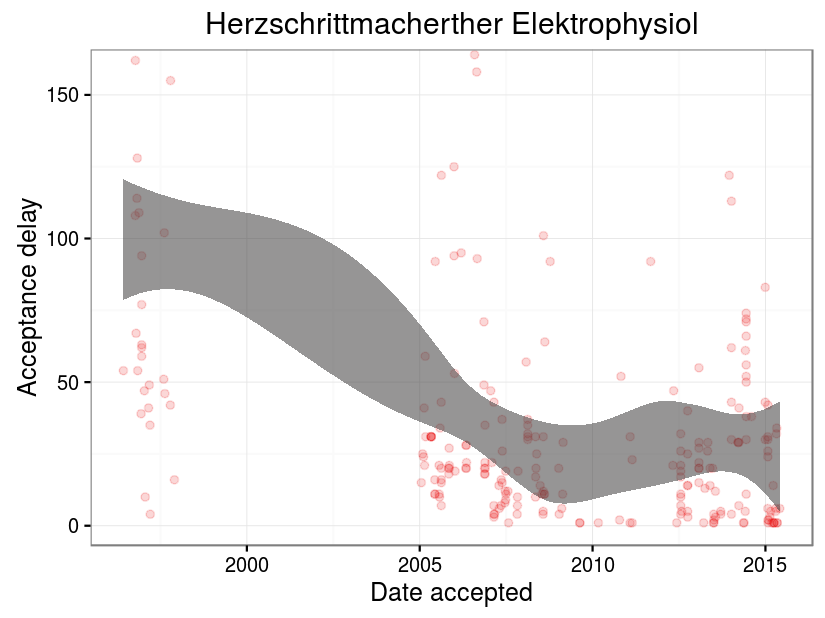 Herzschrittmacherther Elektrophysiol
Acceptance delay
150
100
50
0
2000 2005 2010 2015
Date accepted